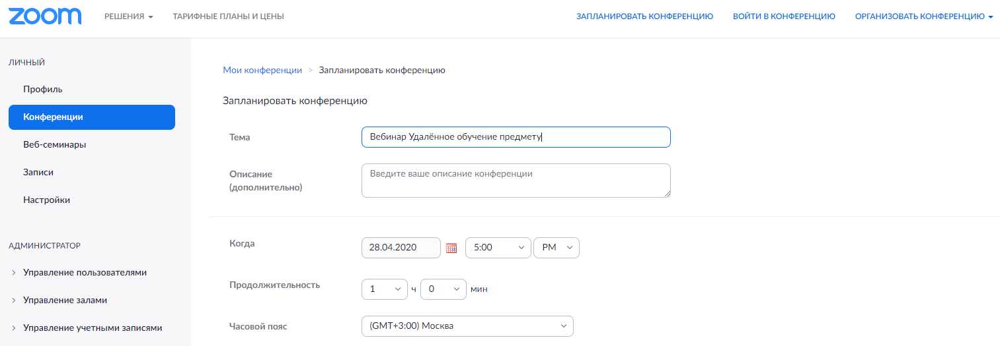 zoom РЕШЕНИЯ ТАРИФНЫЕ ПЛАНЫ И ЦЕНЫ ЗАПЛАНИРОВАТЬ КОНФЕРЕНЦИЮ ВОЙТИ В КОНФЕРЕНЦИЮ ОРГАНИЗОВАТЬ КОНФЕРЕНЦИЮ
ЛИЧНЫЙ
Профиль
Конференции
Веб-семинары
Записи
Настройки
АДМИНИСТРАТОР
> Управление пользователями
> Управление залами
> Управление учетными записями
Мои конференции > Запланировать конференцию
Запланировать конференцию
Тема Вебинар Удалённое обучение предмету
Описание
(дополнительно)
Введите ваше описание конференции
Когда 28.04.2020 5:00 PM
Продолжительность 1 ч 0 мин
Часовой пояс (GMT+3:00) Москва